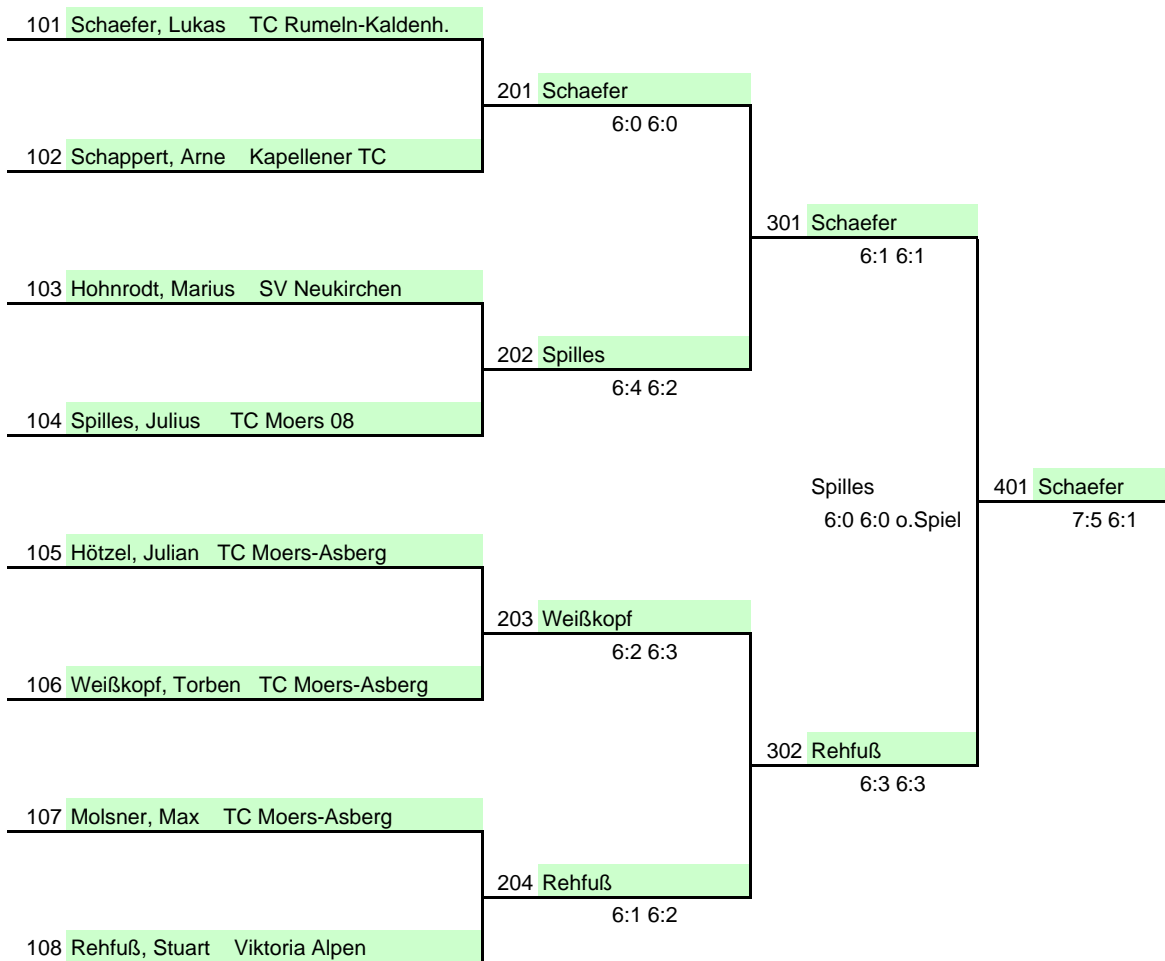 101 Schaefer, Lukas TC Rumeln-Kaldenh.
201 Schaefer
6:0 6:0
102 Schappert, Arne Kapellener TC
301 Schaefer
6:1 6:1
103 Hohnrodt, Marius SV Neukirchen
202 Spilles
6:4 6:2
104 Spilles, Julius TC Moers 08
Spilles
6:0 6:0 o.Spiel
401 Schaefer
7:5 6:1
105 Hötzel, Julian TC Moers-Asberg
203 Weißkopf
6:2 6:3
106 Weißkopf, Torben TC Moers-Asberg
302 Rehfuß
6:3 6:3
107 Molsner, Max TC Moers-Asberg
204 Rehfuß
6:1 6:2
108 Rehfuß, Stuart Viktoria Alpen